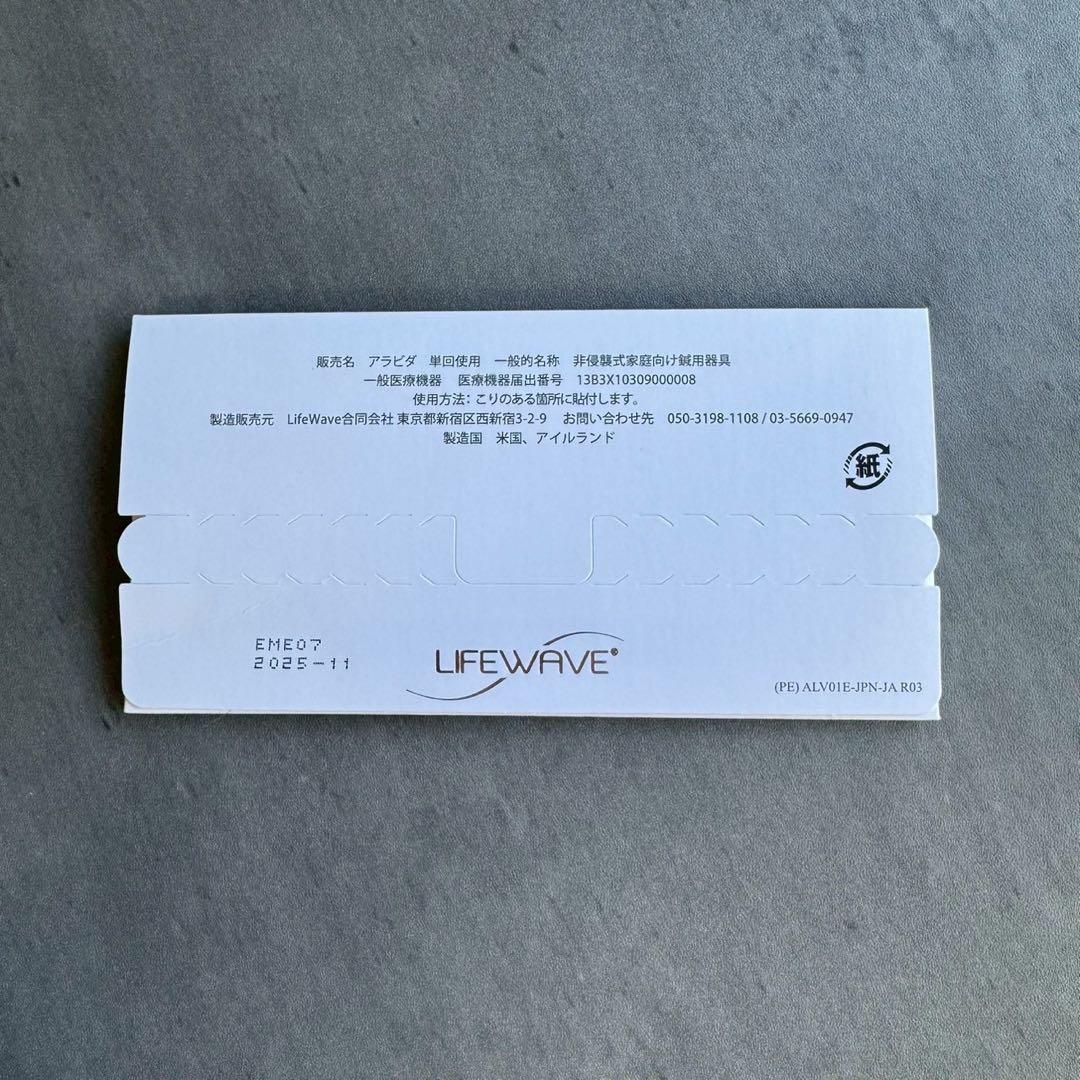 販売名　アラビダ　単回使用　一般的名称　非侵襲式家庭向け鍼用器具
一般医療機器　医療機器届出番号　13B3X10309000008
使用方法：こりのある箇所に貼付します。
製造販売元　LifeWave合同会社 東京都新宿区西新宿3-2-9　お問い合わせ先　050-3198-1108 / 03-5669-0947
製造国　米国、アイルランド
紙
EME07
2025-11
LIFEWAVE®
(PE) ALV01E-JPN-JA R03